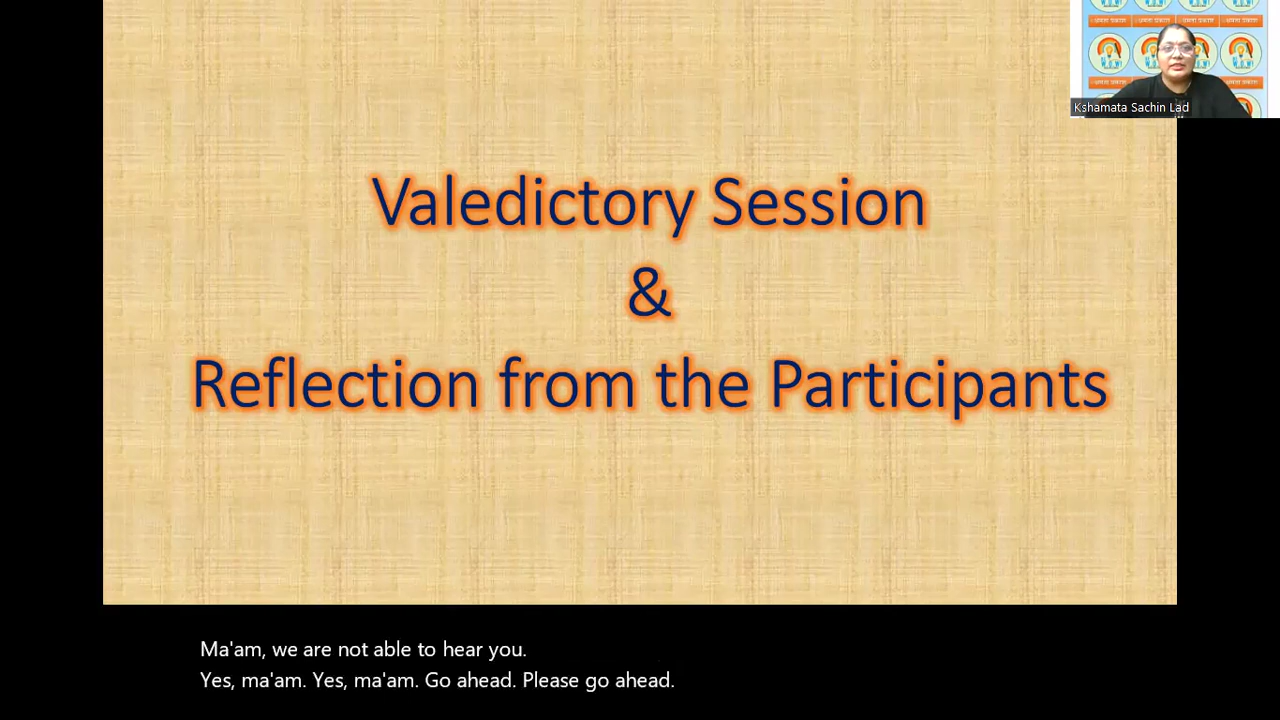 Kshamata Sachin Lad
Valedictory Session
&
Reflection from the Participants
Ma'am, we are not able to hear you.
Yes, ma'am. Yes, ma'am. Go ahead. Please go ahead.